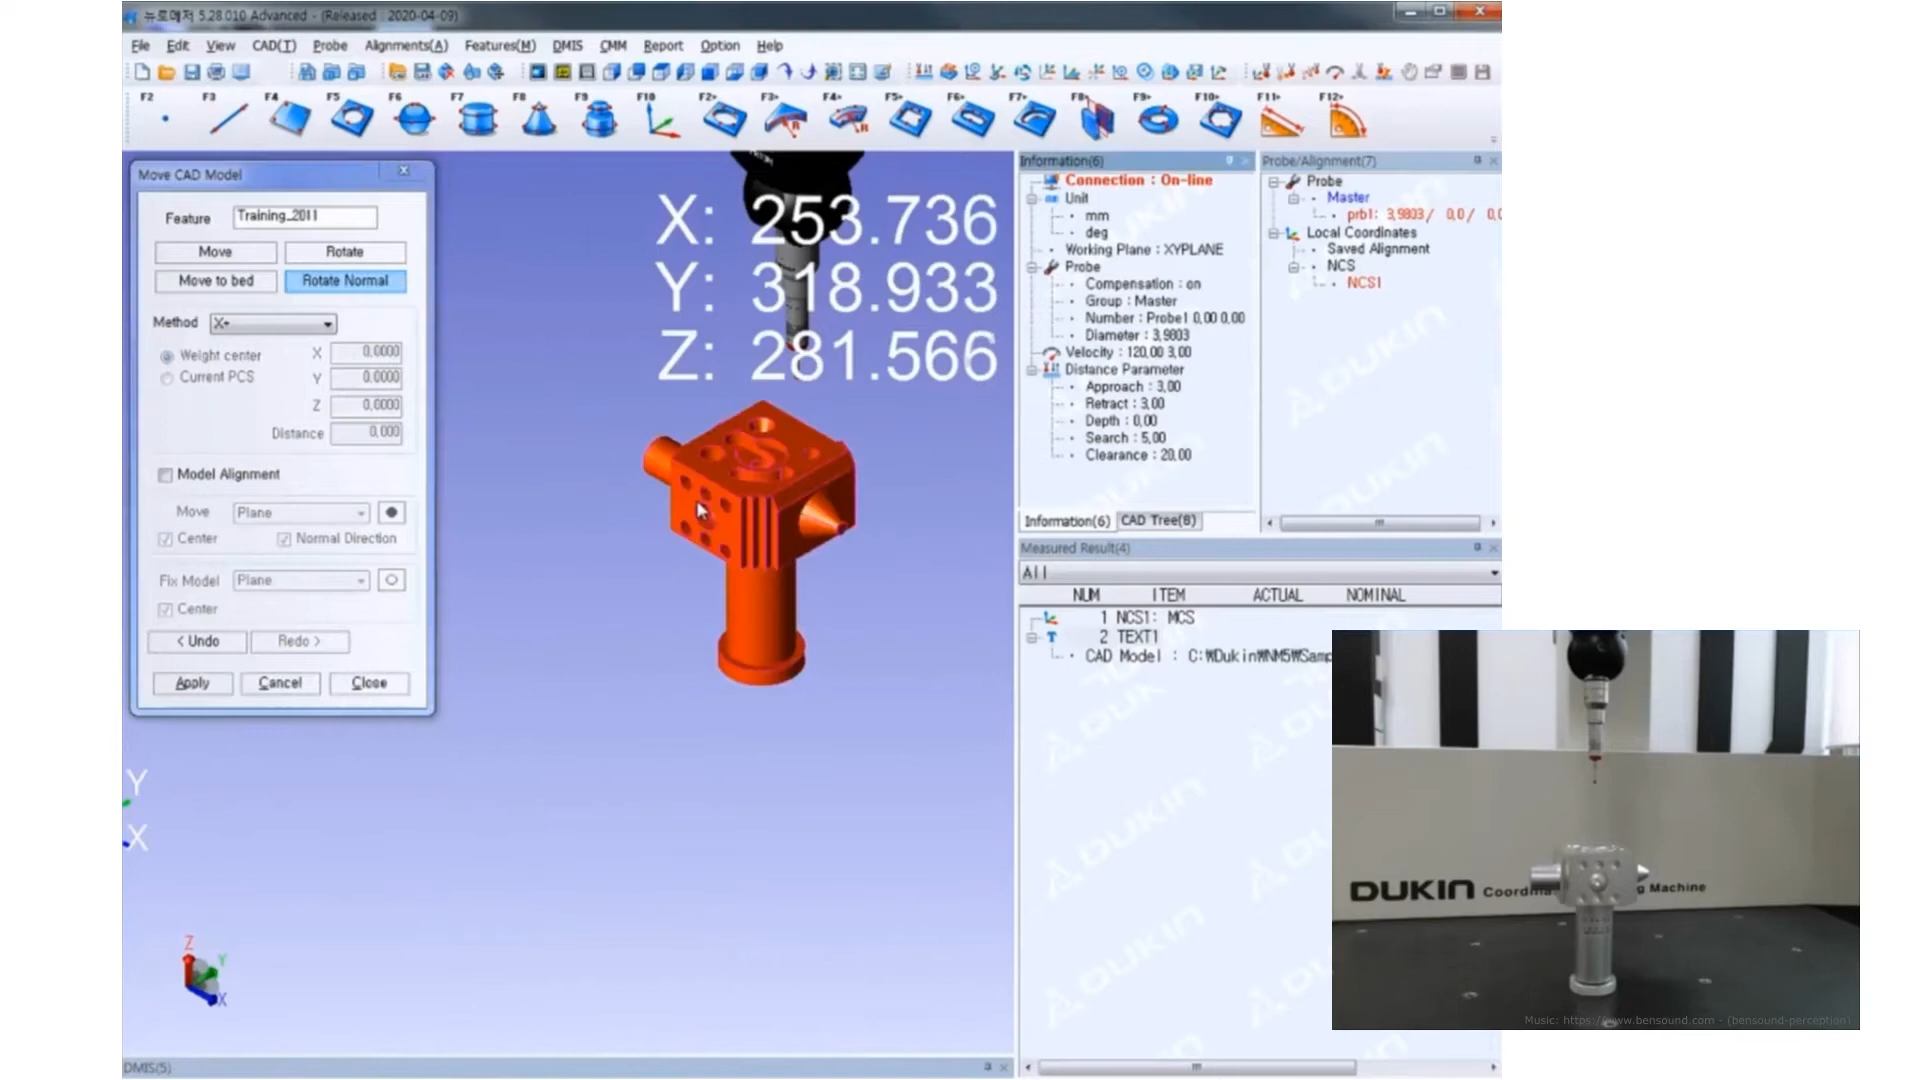 뉴로메저 5.28.010 Advanced - (Released : 2020-04-09)
File Edit View CAD(T) Probe Alignments(A) Features(M) DMIS CMM Report Option Help
F2 F3 F4 F5 F6 F7 F8 F9 F10 F2+ F3+ F4+ F5+ F6+ F7+ F8+ F9+ F10+ F11+ F12+
Move CAD Model
Feature Training_2011
Move Rotate
Move to bed Rotate Normal
Method X+
Weight center X 0.0000
Current PCS Y 0.0000
Z 0.0000
Distance 0.000
Model Alignment
Move Plane
Center Normal Direction
Fix Model Plane
Center
< Undo Redo >
Apply Cancel Close
X: 253.736
Y: 318.933
Z: 281.566
Y
X
Z
Y
X
DMIS(5)
Information(6)
Connection : On-line
Unit
mm
deg
Working Plane : XYPLANE
Probe
Compensation : on
Group : Master
Number : Probe1 0.00 0.00
Diameter : 3.9803
Velocity : 120.00 3.00
Distance Parameter
Approach : 3.00
Retract : 3.00
Depth : 0.00
Search : 5.00
Clearance : 20.00
Information(6) CAD Tree(8)
Probe/Alignment(7)
Probe
Master
prb1: 3.9803/ 0.0/ 0.0
Local Coordinates
Saved Alignment
NCS
NCS1
Measured Result(4)
All
NUM ITEM ACTUAL NOMINAL
1 NCS1: MCS
2 TEXT1
CAD Model : C:₩Dukin₩NM5₩Samp
DUKIN
DUKIN Machine
Music: https://www.bensound.com - (bensound-perception)